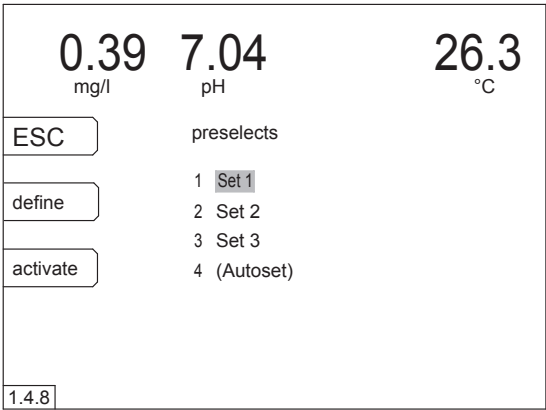 0.39 7.04 26.3
mg/l pH °C
ESC
preselects
1 Set 1
define
2 Set 2
3 Set 3
activate
4 (Autoset)
1.4.8